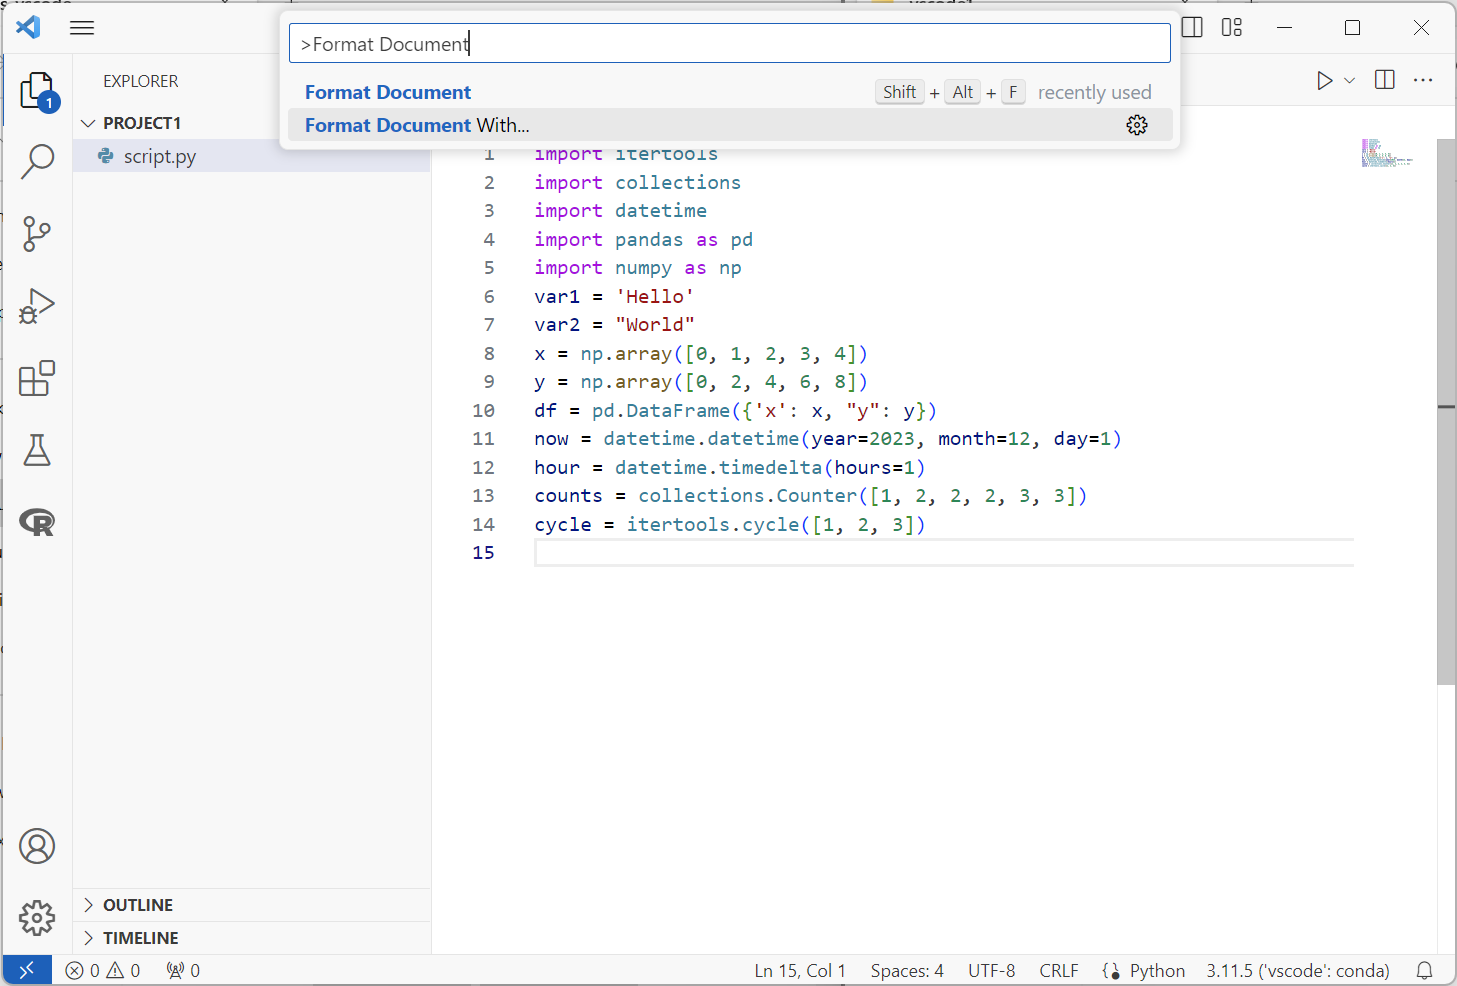 >Format Document
Format Document Shift + Alt + F recently used
Format Document With...
EXPLORER
1
PROJECT1
script.py
1 import itertools
2 import collections
3 import datetime
4 import pandas as pd
5 import numpy as np
6 var1 = 'Hello'
7 var2 = "World"
8 x = np.array([0, 1, 2, 3, 4])
9 y = np.array([0, 2, 4, 6, 8])
10 df = pd.DataFrame({'x': x, "y": y})
11 now = datetime.datetime(year=2023, month=12, day=1)
12 hour = datetime.timedelta(hours=1)
13 counts = collections.Counter([1, 2, 2, 2, 3, 3])
14 cycle = itertools.cycle([1, 2, 3])
15
R
OUTLINE
TIMELINE
0 0 0 Ln 15, Col 1 Spaces: 4 UTF-8 CRLF Python 3.11.5 ('vscode': conda)